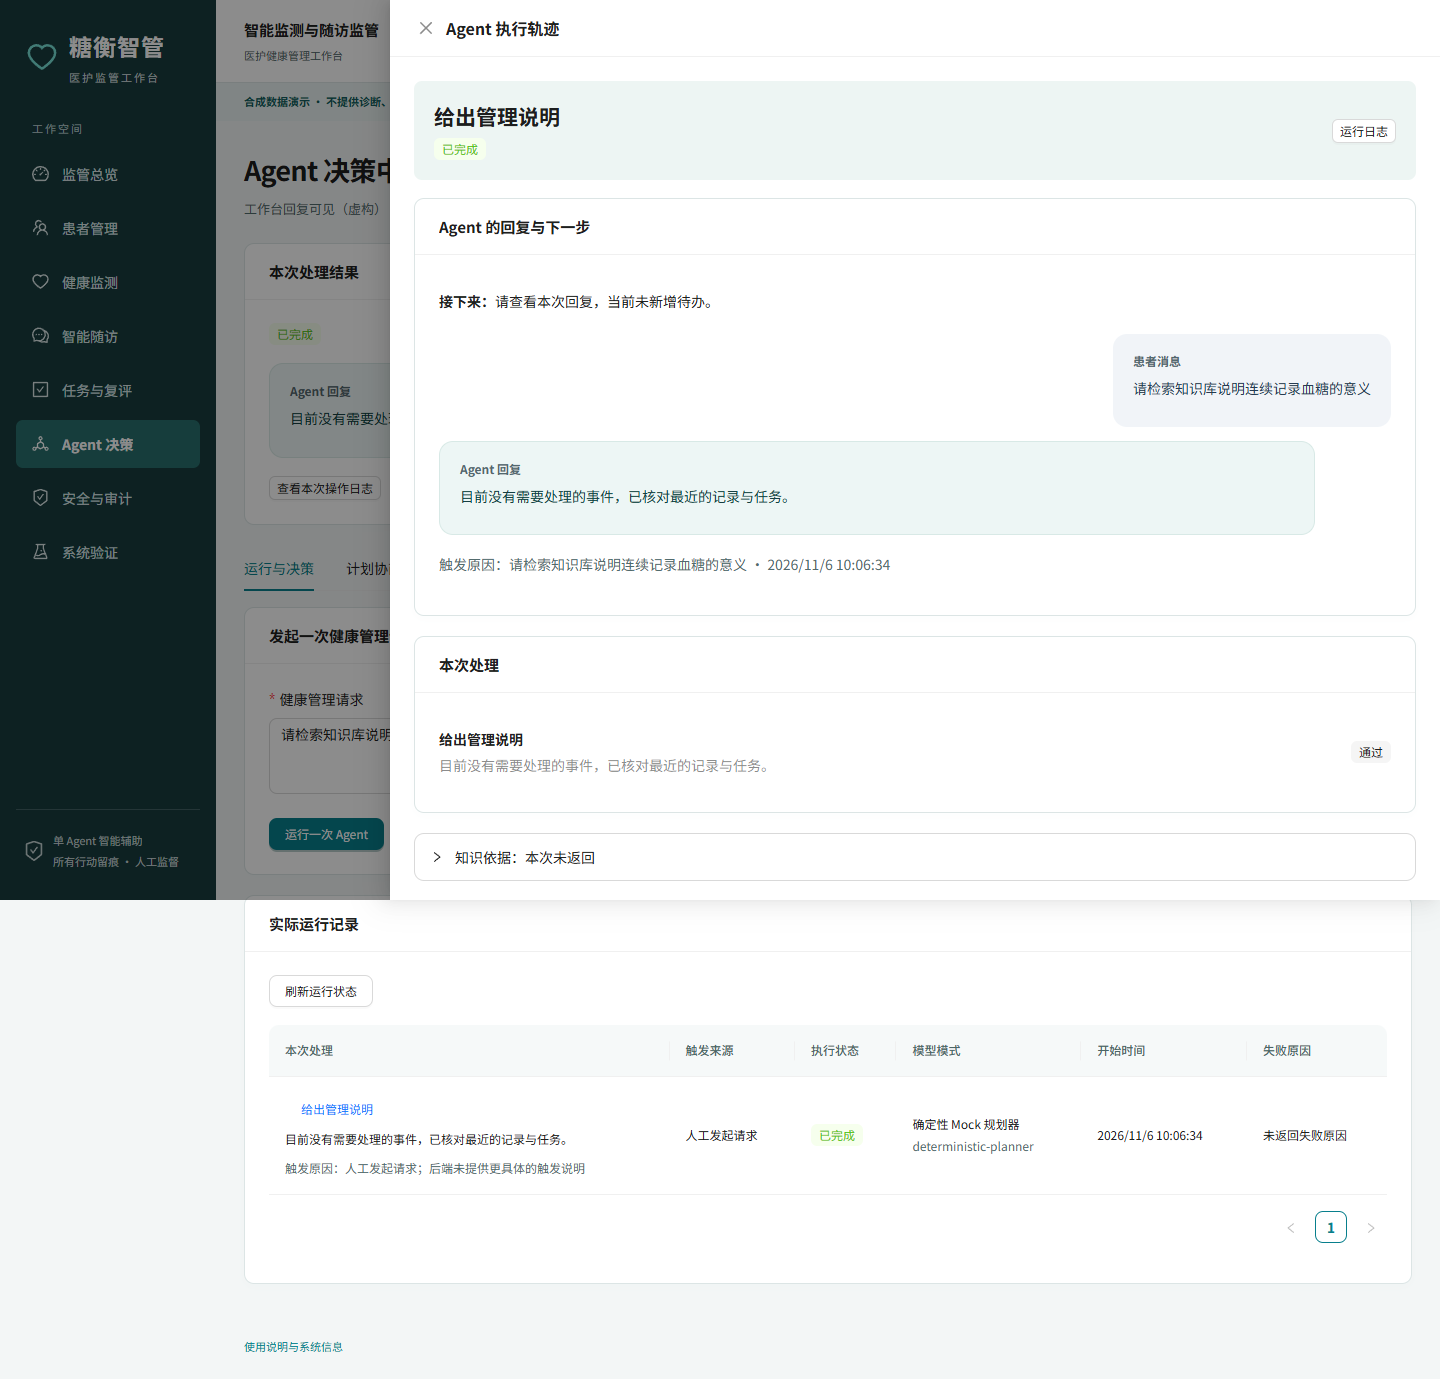 糖衡智管
医护监管工作台
工作空间
监管总览
患者管理
健康监测
智能随访
任务与复评
Agent 决策
安全与审计
系统验证
单 Agent 智能辅助
所有行动留痕 · 人工监督
智能监测与随访监管
医护健康管理工作台
合成数据演示 · 不提供诊断、
Agent 决策中
工作台回复可见（虚构）
本次处理结果
已完成
Agent 回复
目前没有需要处理
查看本次操作日志
运行与决策
计划协
发起一次健康管理
* 健康管理请求
请检索知识库说明
运行一次 Agent
Agent 执行轨迹
给出管理说明
已完成
运行日志
Agent 的回复与下一步
接下来：请查看本次回复，当前未新增待办。
患者消息
请检索知识库说明连续记录血糖的意义
Agent 回复
目前没有需要处理的事件，已核对最近的记录与任务。
触发原因：请检索知识库说明连续记录血糖的意义 · 2026/11/6 10:06:34
本次处理
给出管理说明
目前没有需要处理的事件，已核对最近的记录与任务。
通过
知识依据：本次未返回
实际运行记录
刷新运行状态
本次处理 触发来源 执行状态 模型模式 开始时间 失败原因
给出管理说明
目前没有需要处理的事件，已核对最近的记录与任务。
触发原因：人工发起请求；后端未提供更具体的触发说明
人工发起请求
已完成
确定性 Mock 规划器
deterministic-planner
2026/11/6 10:06:34
未返回失败原因
1
使用说明与系统信息